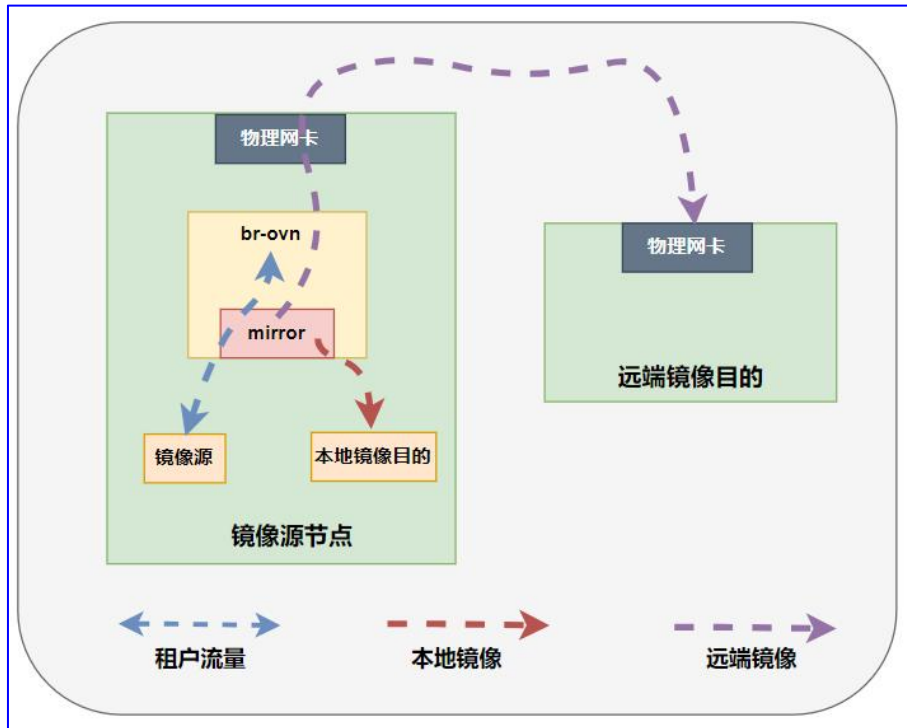 物理网卡
br-ovn
mirror
镜像源
本地镜像目的
镜像源节点
物理网卡
远端镜像目的
租户流量
本地镜像
远端镜像